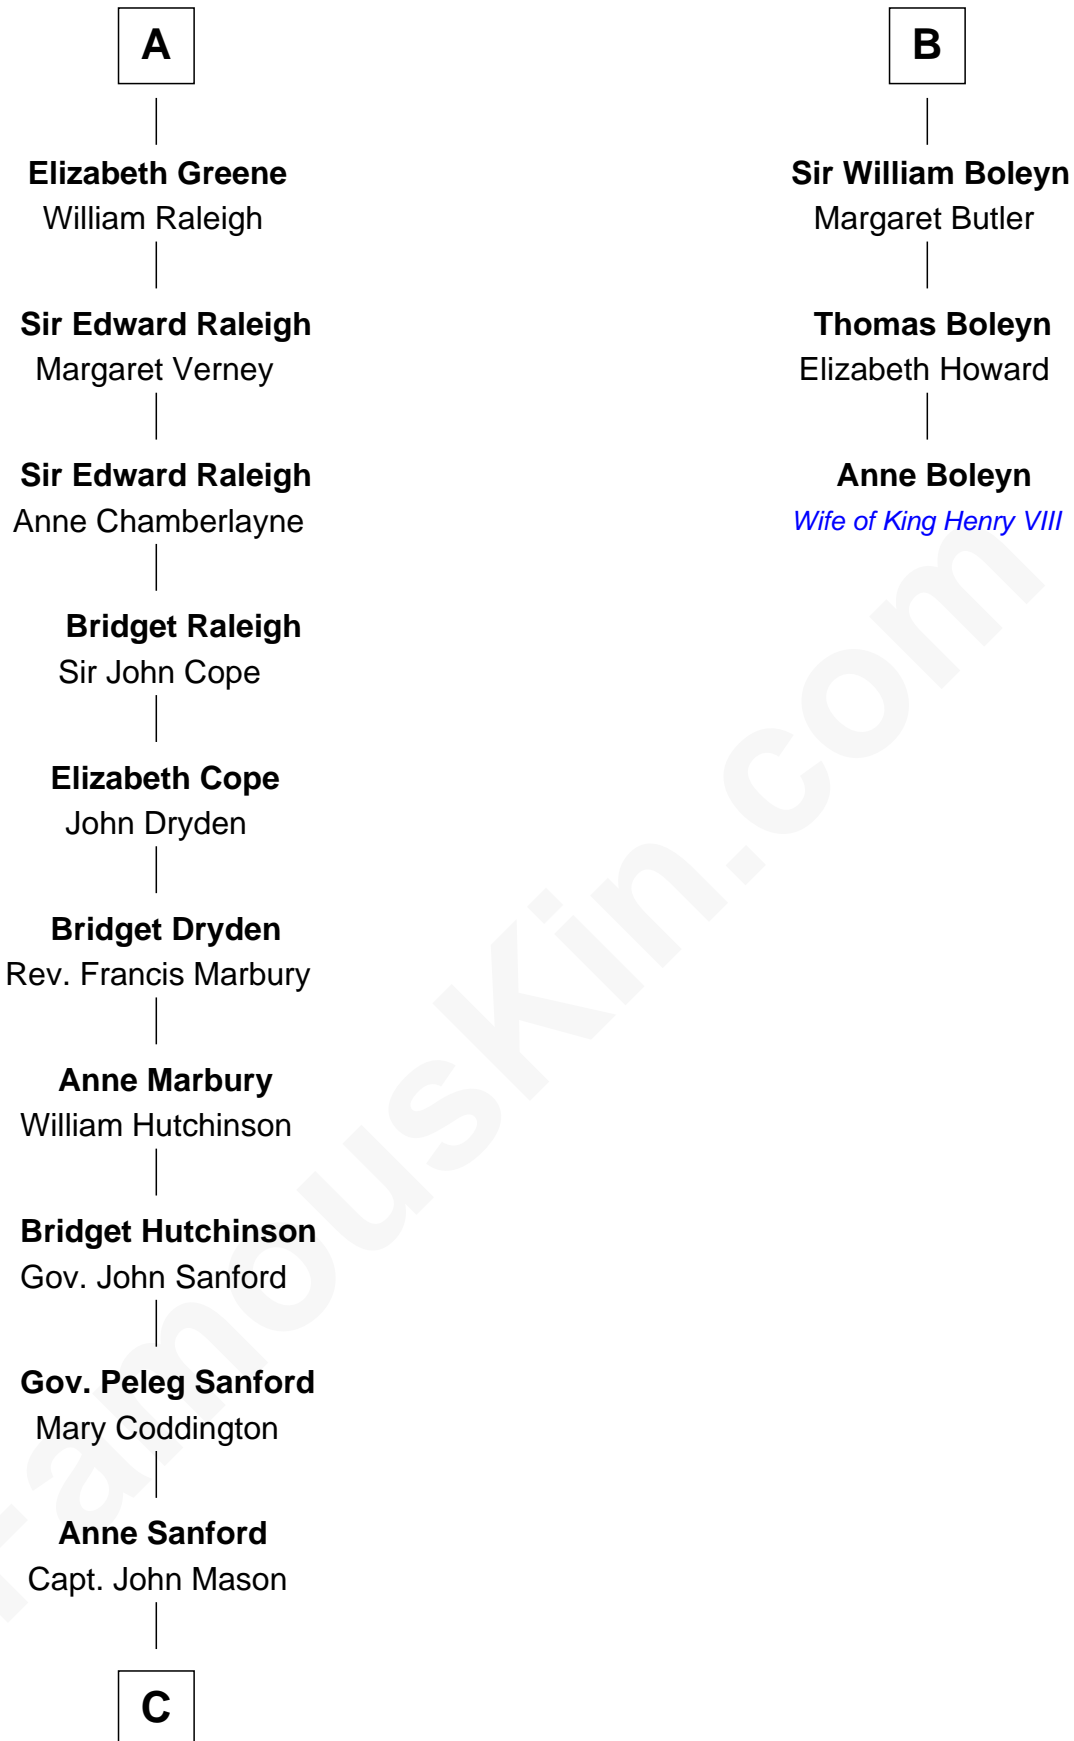 A
Elizabeth Greene
William Raleigh
Sir Edward Raleigh
Margaret Verney
Sir Edward Raleigh
Anne Chamberlayne
Bridget Raleigh
Sir John Cope
Elizabeth Cope
John Dryden
Bridget Dryden
Rev. Francis Marbury
Anne Marbury
William Hutchinson
Bridget Hutchinson
Gov. John Sanford
Gov. Peleg Sanford
Mary Coddington
Anne Sanford
Capt. John Mason
C
B
Sir William Boleyn
Margaret Butler
Thomas Boleyn
Elizabeth Howard
Anne Boleyn
Wife of King Henry VIII
FamousKin.com